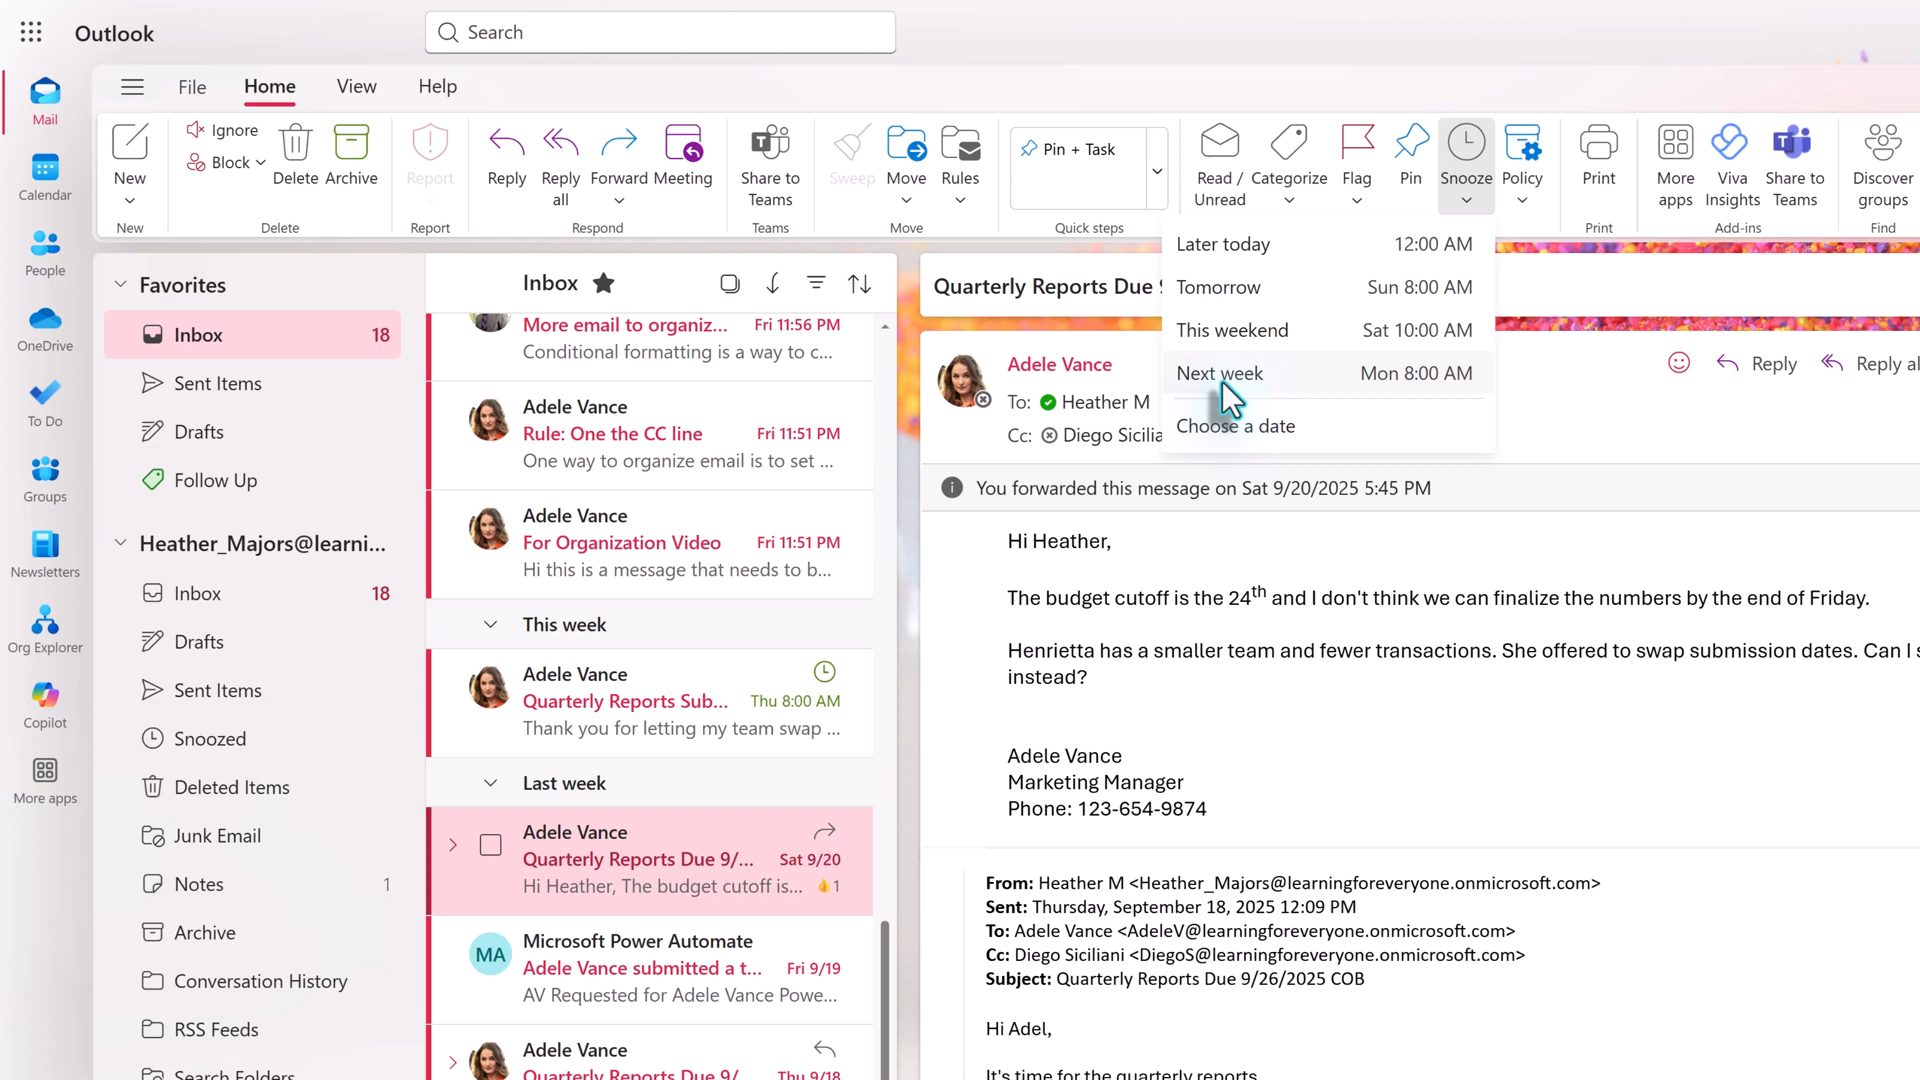 Outlook
Search
Mail
Calendar
People
OneDrive
To Do
Groups
Newsletters
Org Explorer
Copilot
More apps
File
Home
View
Help
New
Ignore
Block
Delete
Archive
Report
Reply
Reply all
Forward
Meeting
Share to Teams
Sweep
Move
Rules
Pin + Task
Read / Unread
Categorize
Flag
Pin
Snooze
Policy
Print
More apps
Viva Insights
Share to Teams
Discover groups
New
Delete
Report
Respond
Teams
Move
Quick steps
Print
Add-ins
Find
Later today 12:00 AM
Tomorrow Sun 8:00 AM
This weekend Sat 10:00 AM
Next week Mon 8:00 AM
Choose a date
Favorites
Inbox 18
Sent Items
Drafts
Follow Up
Heather_Majors@learni...
Inbox 18
Drafts
Sent Items
Snoozed
Deleted Items
Junk Email
Notes 1
Archive
Conversation History
RSS Feeds
Search Folders
Inbox
More email to organiz... Fri 11:56 PM
Conditional formatting is a way to c...
Adele Vance
Rule: One the CC line Fri 11:51 PM
One way to organize email is to set ...
Adele Vance
For Organization Video Fri 11:51 PM
Hi this is a message that needs to b...
This week
Adele Vance
Quarterly Reports Sub... Thu 8:00 AM
Thank you for letting my team swap ...
Last week
Adele Vance
Quarterly Reports Due 9/... Sat 9/20
Hi Heather, The budget cutoff is... 👍1
MA
Microsoft Power Automate
Adele Vance submitted a t... Fri 9/19
AV Requested for Adele Vance Powe...
Adele Vance
Quarterly Reports Due 9/ Thu 9/18
Quarterly Reports Due
Adele Vance
To: Heather M
Cc: Diego Sicilia
Reply
Reply al
You forwarded this message on Sat 9/20/2025 5:45 PM
Hi Heather,
The budget cutoff is the 24th and I don't think we can finalize the numbers by the end of Friday.
Henrietta has a smaller team and fewer transactions. She offered to swap submission dates. Can I
instead?
Adele Vance
Marketing Manager
Phone: 123-654-9874
From: Heather M <Heather_Majors@learningforeveryone.onmicrosoft.com>
Sent: Thursday, September 18, 2025 12:09 PM
To: Adele Vance <AdeleV@learningforeveryone.onmicrosoft.com>
Cc: Diego Siciliani <DiegoS@learningforeveryone.onmicrosoft.com>
Subject: Quarterly Reports Due 9/26/2025 COB
Hi Adel,
It's time for the quarterly reports